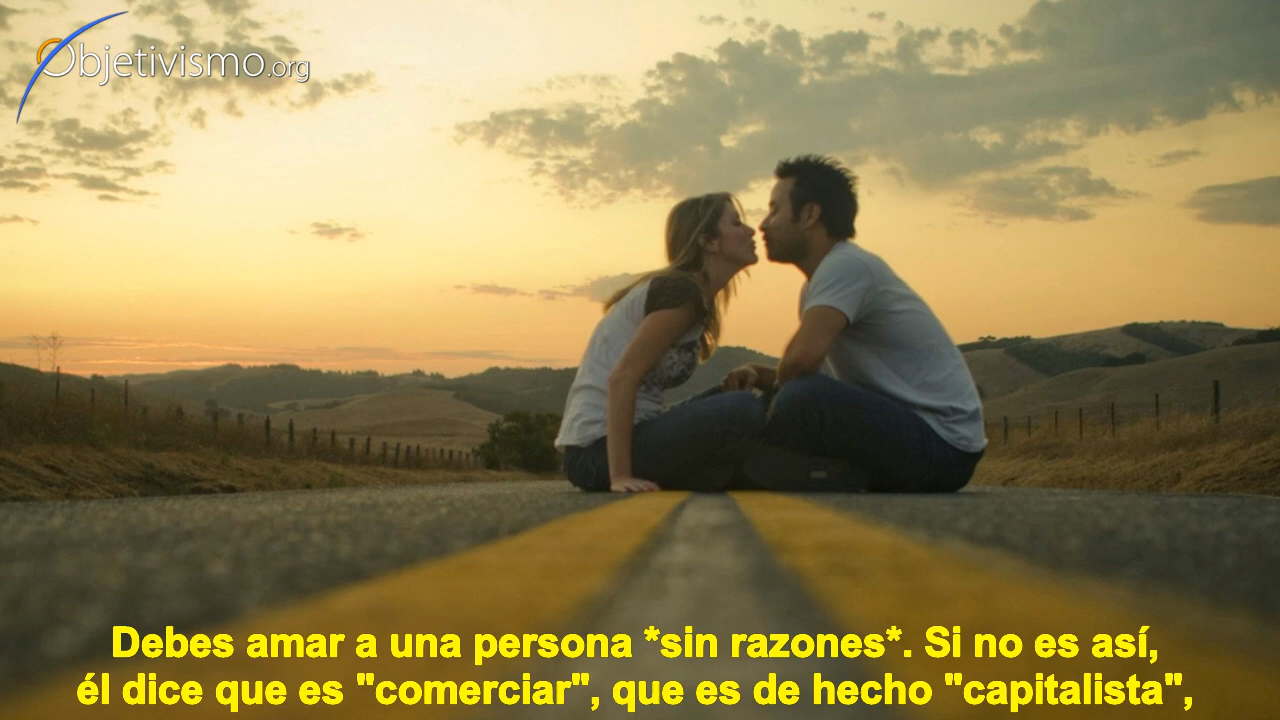 Objetivismo.org
Debes amar a una persona *sin razones*. Si no es así,
él dice que es "comerciar", que es de hecho "capitalista",